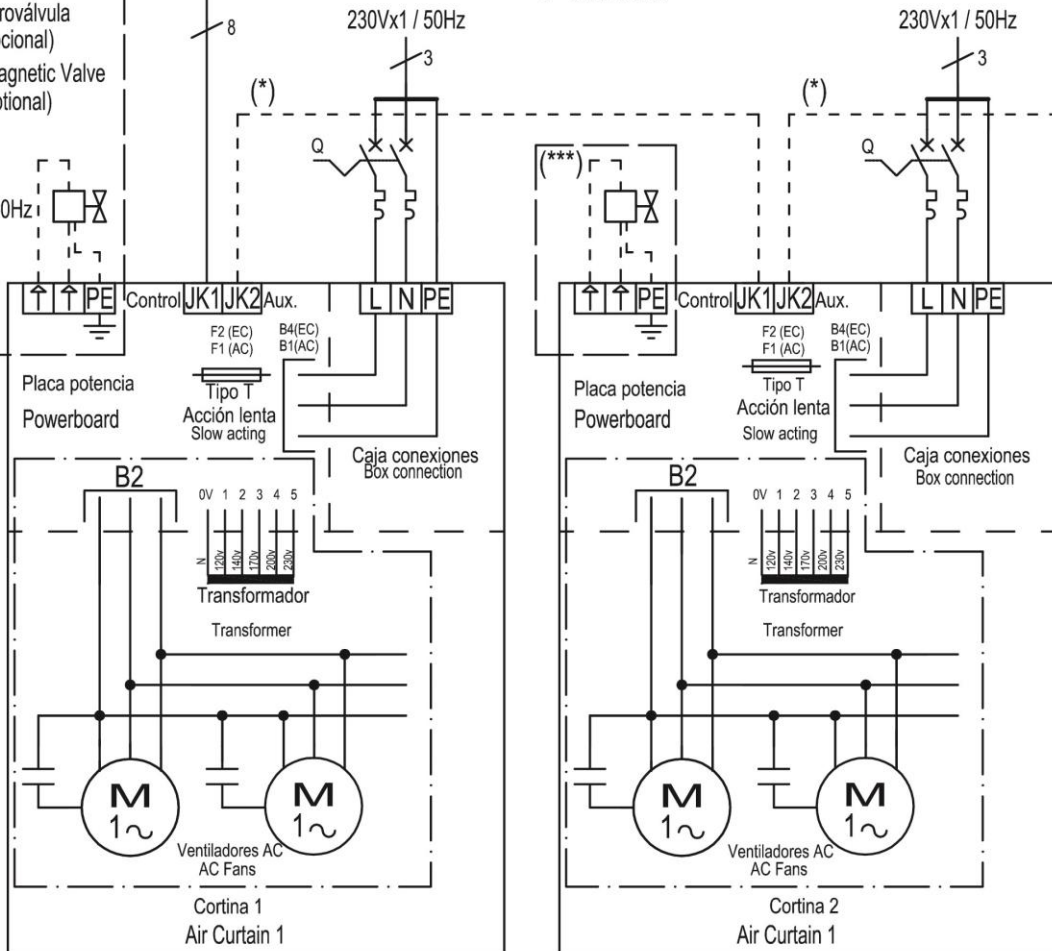 8
230Vx1 / 50Hz
3
(*)
Q
0Hz
PE
Control JK1 JK2 Aux.
L N PE
F2 (EC)
F1 (AC)
B4(EC)
B1(AC)
Tipo T
Acción lenta
Slow acting
Placa potencia
Powerboard
Caja conexiones
Box connection
B2
0V 1 2 3 4 5
N 120v 140v 170v 200v 230v
Transformador
Transformer
M
1~
M
1~
Ventiladores AC
AC Fans
Cortina 1
Air Curtain 1
roválvula
cional)
agnetic Valve
tional)
230Vx1 / 50Hz
3
(*)
Q
(***)
PE
Control JK1 JK2 Aux.
L N PE
F2 (EC)
F1 (AC)
B4(EC)
B1(AC)
Tipo T
Acción lenta
Slow acting
Placa potencia
Powerboard
Caja conexiones
Box connection
B2
0V 1 2 3 4 5
N 120v 140v 170v 200v 230v
Transformador
Transformer
M
1~
M
1~
Ventiladores AC
AC Fans
Cortina 2
Air Curtain 1